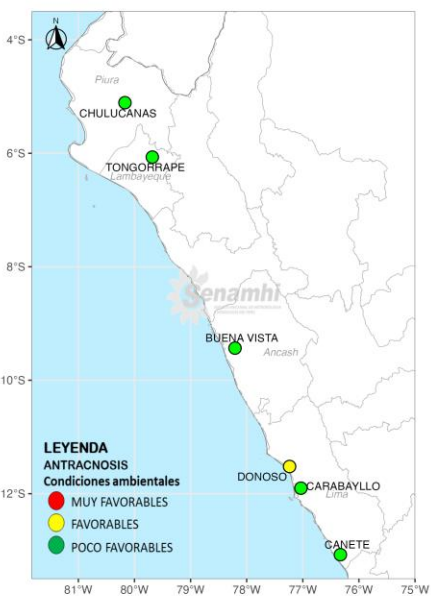 N
4°S
Piura
CHULUCANAS
6°S
TONGORRAPE
Lambayeque
8°S
Senamhi
BUENA VISTA
Ancash
10°S
LEYENDA
ANTRACNOSIS
Condiciones ambientales
MUY FAVORABLES
FAVORABLES
POCO FAVORABLES
DONOSO
CARABAYLLO
Lima
12°S
CANETE
81°W 80°W 79°W 78°W 77°W 76°W 75°W